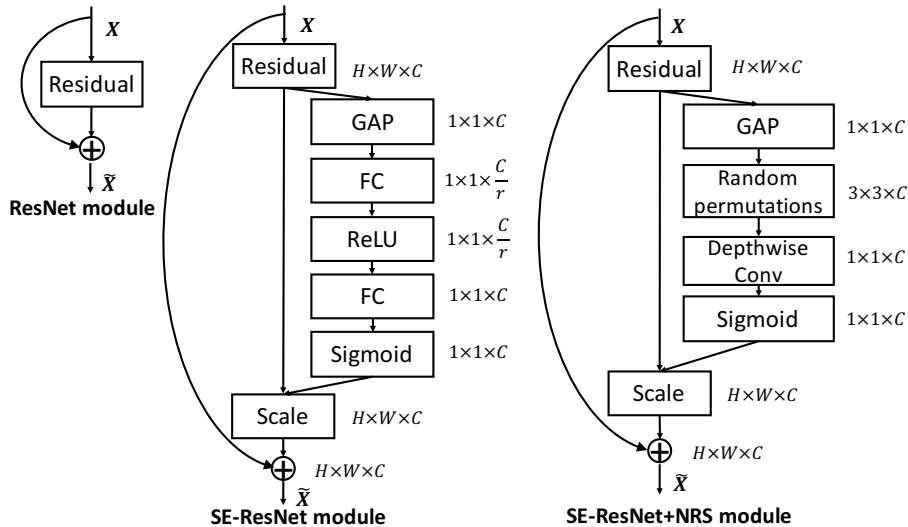 X
Residual
X̃
ResNet module
X
Residual
H×W×C
GAP
1×1×C
FC
1×1×C/r
ReLU
1×1×C/r
FC
1×1×C
Sigmoid
1×1×C
Scale
H×W×C
H×W×C
X̃
SE-ResNet module
X
Residual
H×W×C
GAP
1×1×C
Random
permutations
3×3×C
Depthwise
Conv
1×1×C
Sigmoid
1×1×C
Scale
H×W×C
H×W×C
X̃
SE-ResNet+NRS module